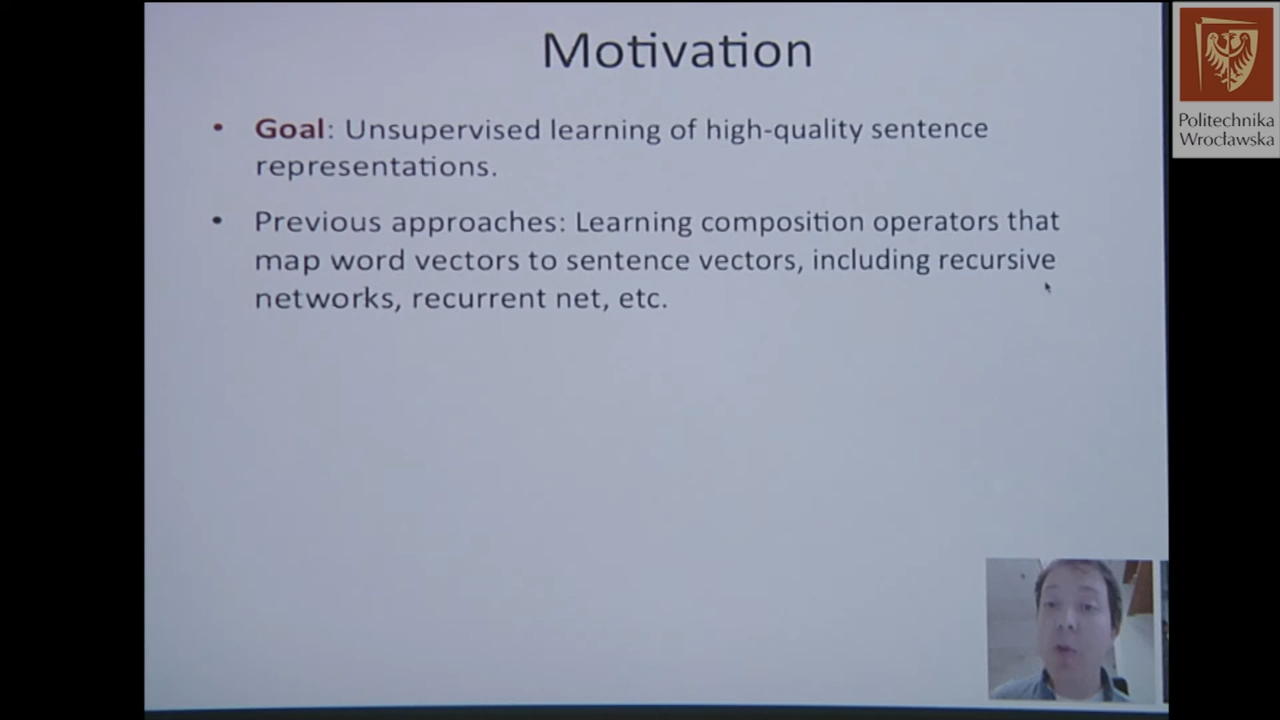 Motivation
• Goal: Unsupervised learning of high-quality sentence
representations.
• Previous approaches: Learning composition operators that
map word vectors to sentence vectors, including recursive
networks, recurrent net, etc.
Politechnika
Wrocławska